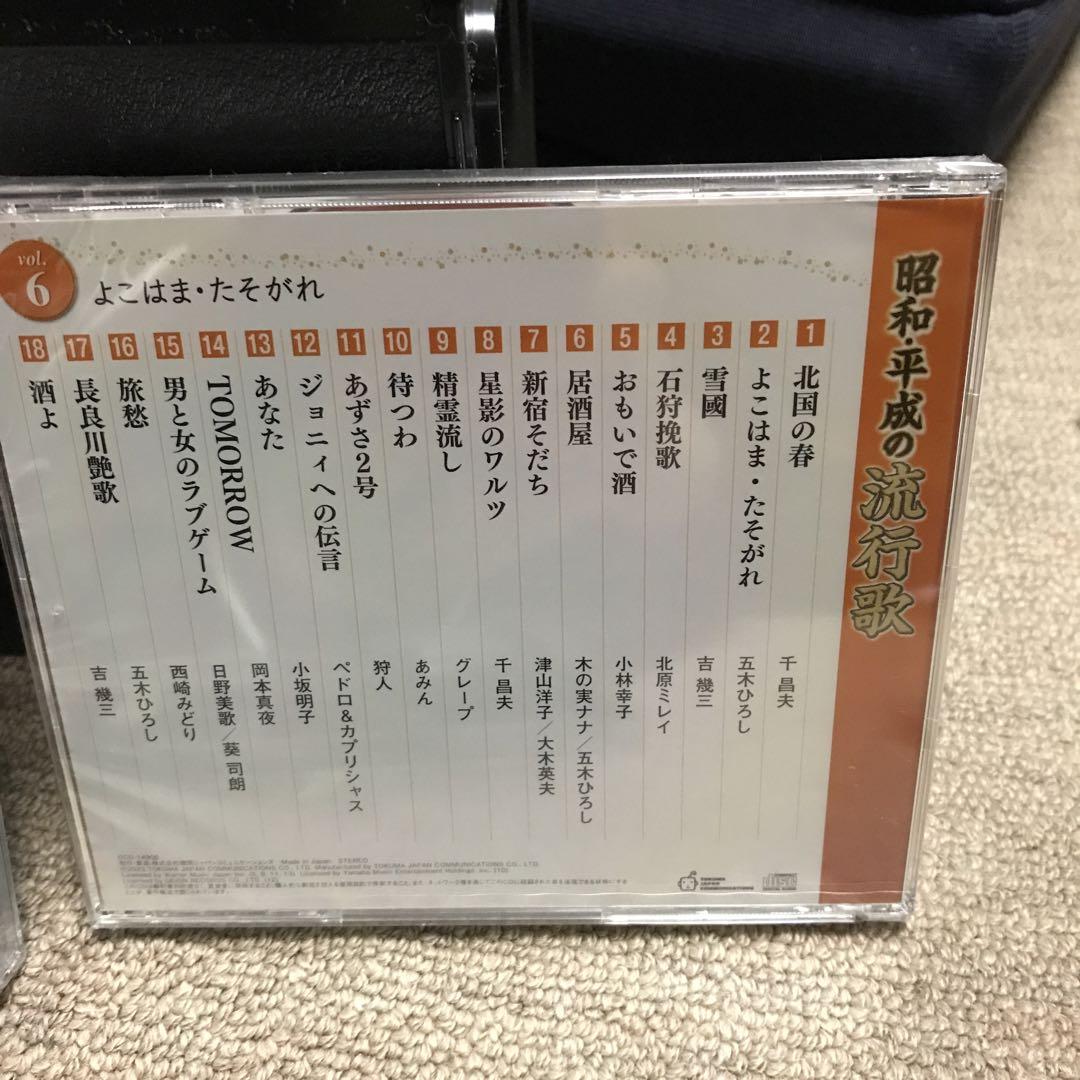 昭和・平成の流行歌
vol.
6
よこはま・たそがれ
1 北国の春 千 昌夫
2 よこはま・たそがれ 五木ひろし
3 雪國 吉 幾三
4 石狩挽歌 北原ミレイ
5 おもいで酒 小林幸子
6 居酒屋 木の実ナナ/五木ひろし
7 新宿そだち 津山洋子/大木英夫
8 星影のワルツ 千 昌夫
9 精霊流し グレープ
10 待つわ あみん
11 あずさ2号 狩人
12 ジョニィへの伝言 ペドロ&カプリシャス
13 あなた 小坂明子
14 TOMORROW 岡本真夜
15 男と女のラブゲーム 日野美歌/葵 司朗
16 旅愁 西崎みどり
17 長良川艶歌 五木ひろし
18 酒よ 吉 幾三
Made in Japan STEREO
TOKUMA JAPAN COMMUNICATIONS CO., LTD. Manufactured by TOKUMA JAPAN COMMUNICATIONS CO., LTD.
TOKUMA
JAPAN
COMMUNICATIONS